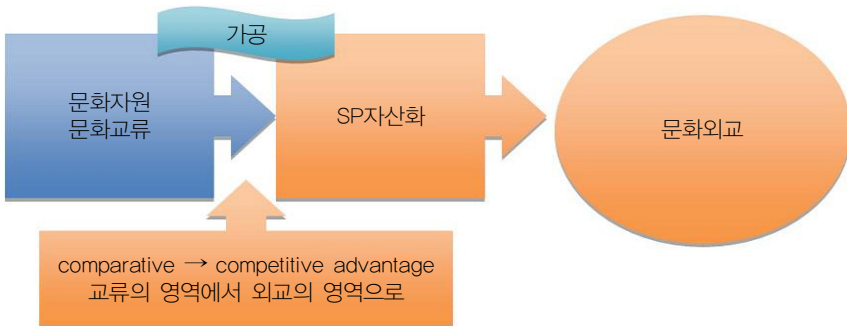 가공
문화자원
문화교류
SP자산화
문화외교
comparative → competitive advantage
교류의 영역에서 외교의 영역으로